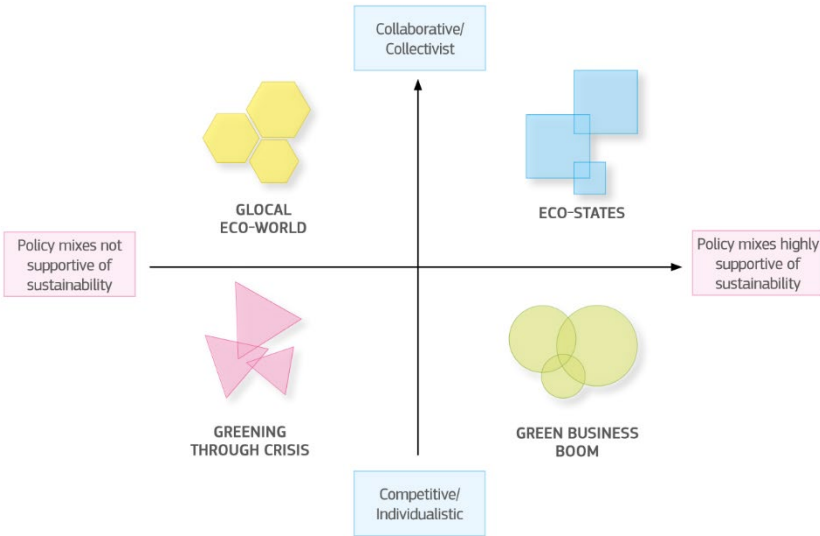 Collaborative/
Collectivist
GLOCAL
ECO-WORLD
ECO-STATES
Policy mixes not
supportive of
sustainability
Policy mixes highly
supportive of
sustainability
GREENING
THROUGH CRISIS
GREEN BUSINESS
BOOM
Competitive/
Individualistic